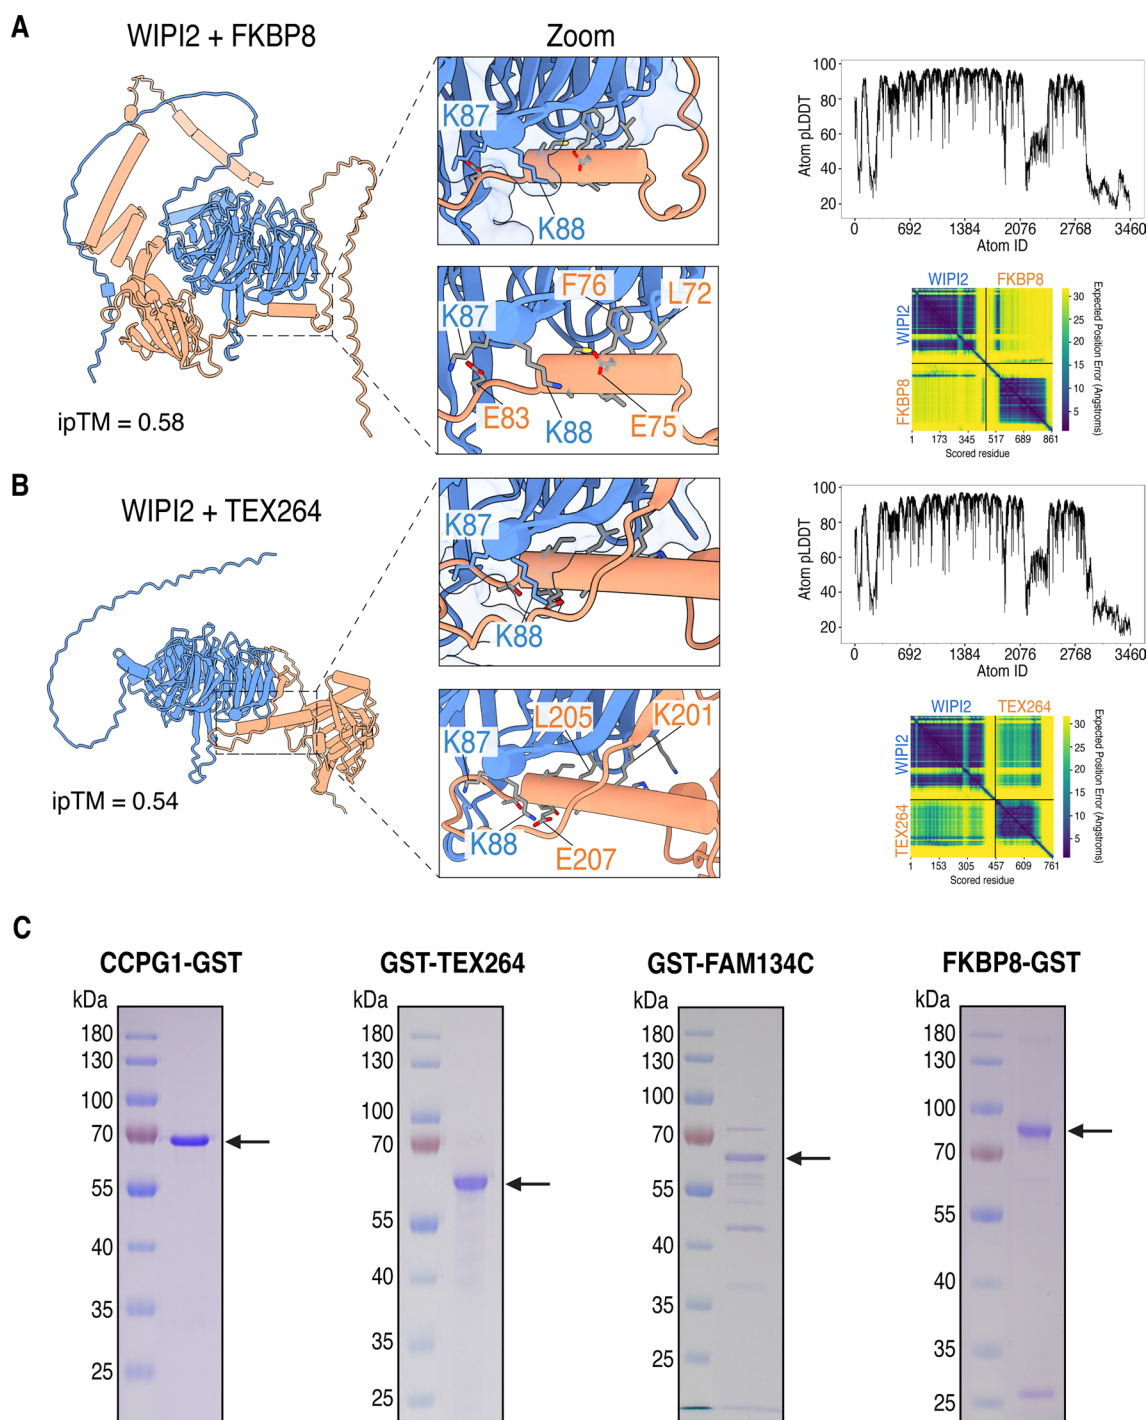 A
WIPI2 + FKBP8
Zoom
K87
K88
F76
L72
K87
E83
K88
E75
ipTM = 0.58
Atom pLDDT
100
80
60
40
20
0 692 1384 2076 2768 3460
Atom ID
WIPI2 FKBP8
WIPI2
FKBP8
1 173 345 517 689 861
Scored residue
30
25
20
15
10
5
Expected Position Error (Angstroms)
B
WIPI2 + TEX264
K87
K88
L205
K201
K87
K88
E207
ipTM = 0.54
Atom pLDDT
100
80
60
40
20
0 692 1384 2076 2768 3460
Atom ID
WIPI2 TEX264
WIPI2
TEX264
1 153 305 457 609 761
Scored residue
30
25
20
15
10
5
Expected Position Error (Angstroms)
C
CCPG1-GST
kDa
180
130
100
70
55
40
35
25
GST-TEX264
kDa
180
130
100
70
55
40
35
25
GST-FAM134C
kDa
180
130
100
70
55
40
35
25
FKBP8-GST
kDa
180
130
100
70
55
40
35
25